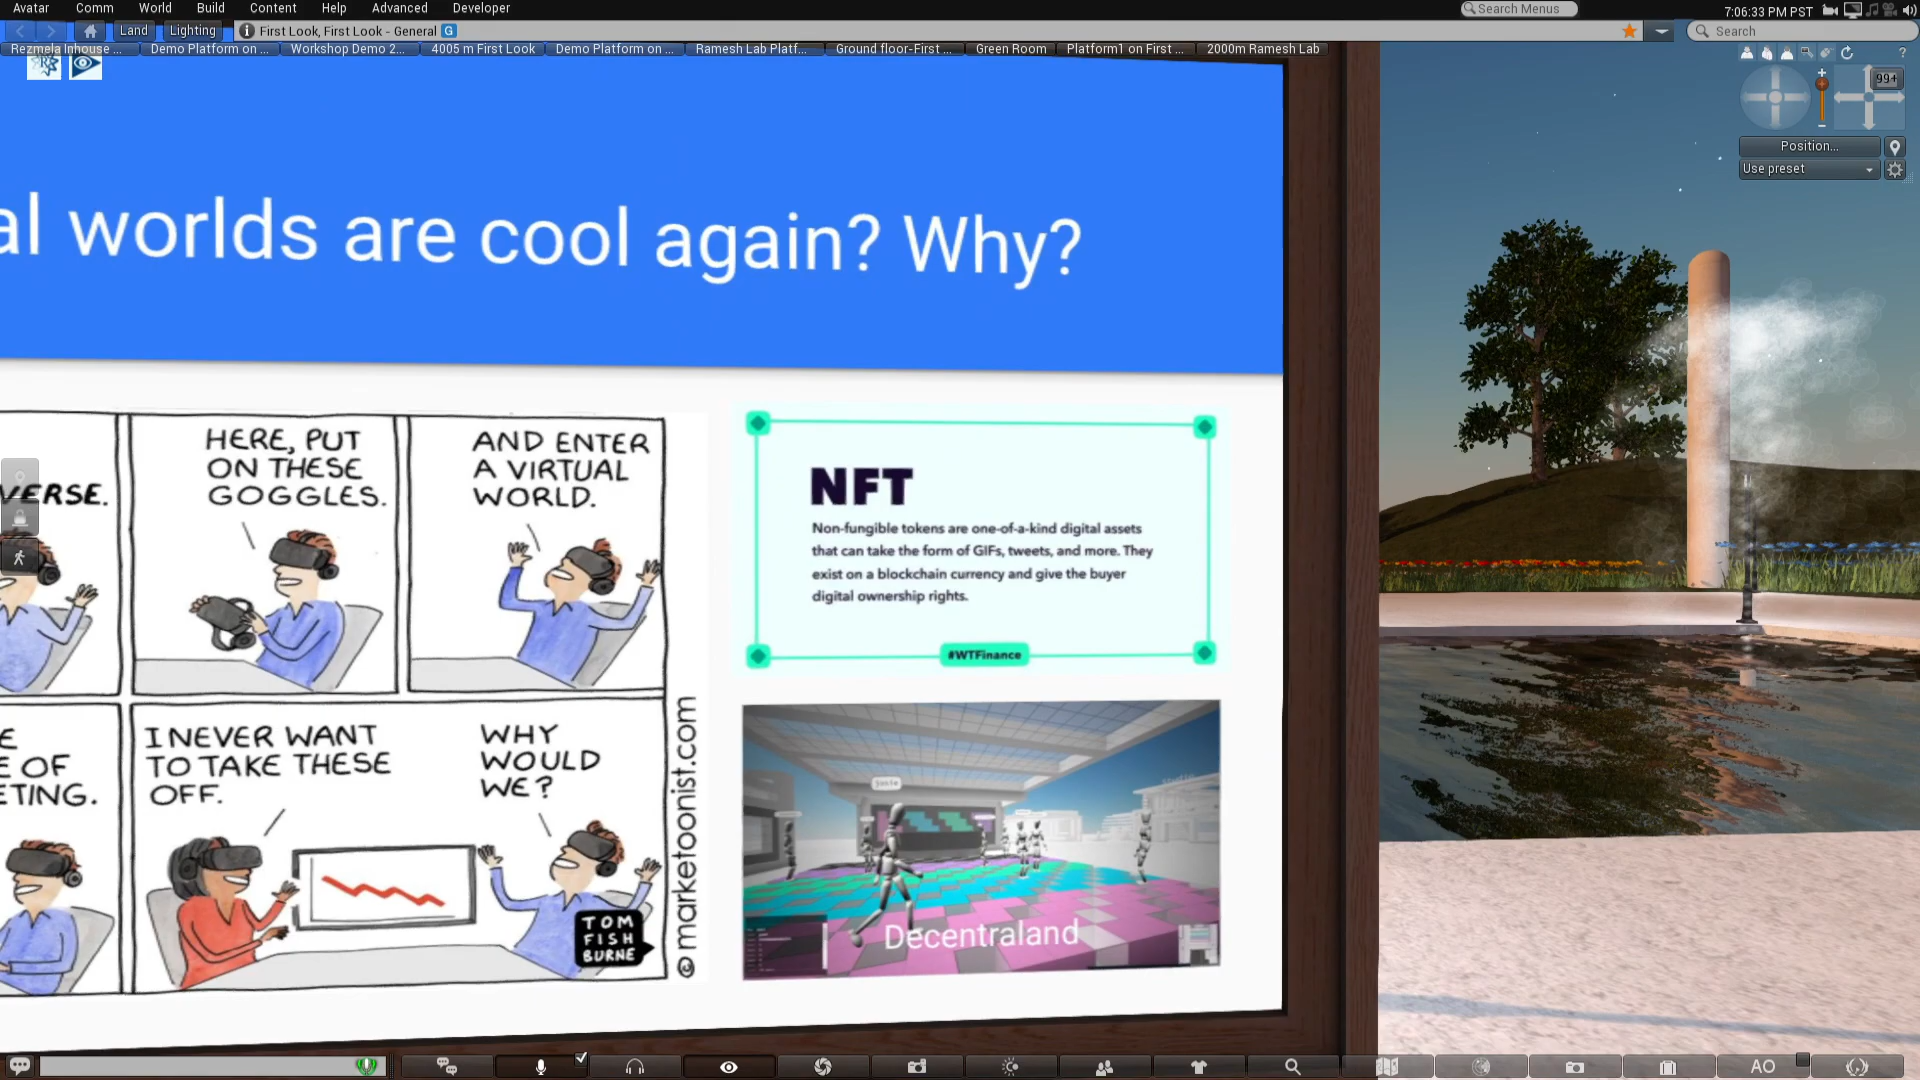 Avatar Comm World Build Content Help Advanced Developer
Search Menus
7:06:33 PM PST
Land Lighting
First Look, First Look - General G
Search
Rezmela Inhouse ... Demo Platform on ... Workshop Demo 2... 4005 m First Look Demo Platform on ... Ramesh Lab Platf... Ground floor-First ... Green Room Platform1 on First ... 2000m Ramesh Lab
?
99+
Position...
Use preset
al worlds are cool again? Why?
VERSE.
HERE, PUT
ON THESE
GOGGLES.
AND ENTER
A VIRTUAL
WORLD.
E
E OF
ETING.
I NEVER WANT
TO TAKE THESE
OFF.
WHY
WOULD
WE?
TOM
FISH
BURNE
© marketoonist.com
NFT
Non-fungible tokens are one-of-a-kind digital assets
that can take the form of GIFs, tweets, and more. They
exist on a blockchain currency and give the buyer
digital ownership rights.
#WTFinance
Decentraland
AO